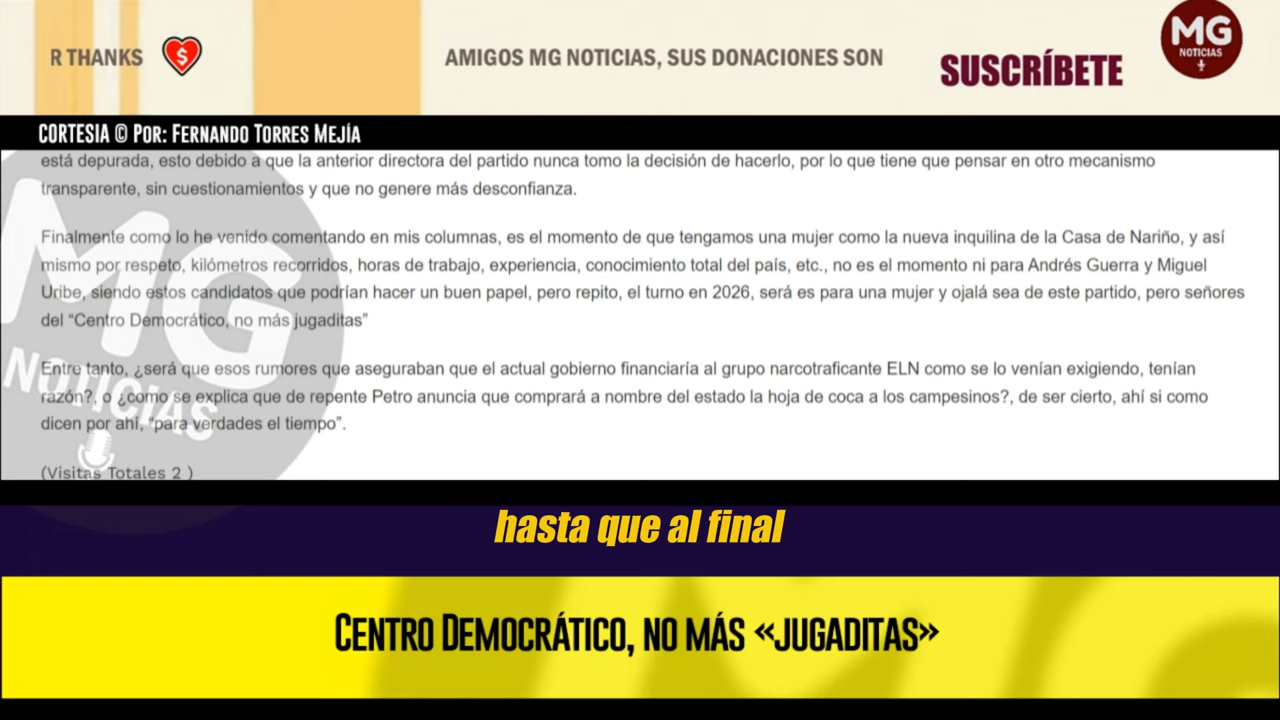 R THANKS
AMIGOS MG NOTICIAS, SUS DONACIONES SON
SUSCRÍBETE
MG
NOTICIAS
CORTESIA © Por: Fernando Torres Mejía
está depurada, esto debido a que la anterior directora del partido nunca tomo la decisión de hacerlo, por lo que tiene que pensar en otro mecanismo
transparente, sin cuestionamientos y que no genere más desconfianza.
Finalmente como lo he venido comentando en mis columnas, es el momento de que tengamos una mujer como la nueva inquilina de la Casa de Nariño, y así
mismo por respeto, kilómetros recorridos, horas de trabajo, experiencia, conocimiento total del país, etc., no es el momento ni para Andrés Guerra y Miguel
Uribe, siendo estos candidatos que podrían hacer un buen papel, pero repito, el turno en 2026, será es para una mujer y ojalá sea de este partido, pero señores
del “Centro Democrático, no más jugaditas”
Entre tanto, ¿será que esos rumores que aseguraban que el actual gobierno financiaría al grupo narcotraficante ELN como se lo venían exigiendo, tenían
razón?, o ¿como se explica que de repente Petro anuncia que comprará a nombre del estado la hoja de coca a los campesinos?, de ser cierto, ahí si como
dicen por ahí, “para verdades el tiempo”.
(Visitas Totales 2 )
MG
NOTICIAS
hasta que al final
Centro Democrático, no más «jugaditas»